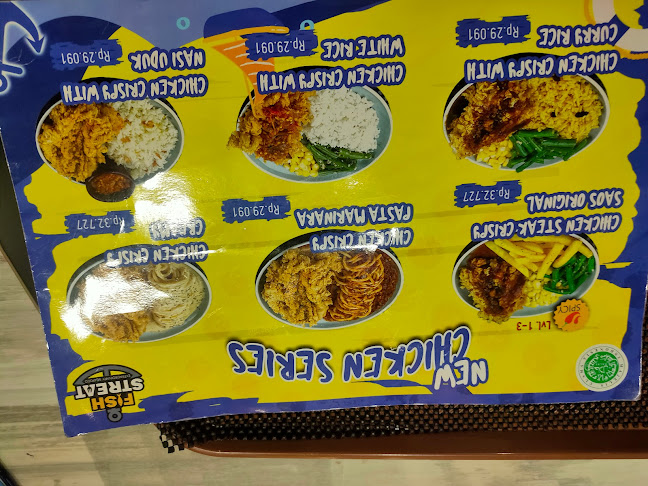 NEW
CHICKEN SERIES
FISH
STREAT
LVL 1-3
SPICY
CHICKEN STEAK CRISPY
SAOS ORIGINAL
Rp.32.727
CHICKEN CRISPY
PASTA MARINARA
Rp.29.091
CHICKEN CRISPY
Rp.32.727
CHICKEN CRISPY WITH
CURRY RICE
Rp.29.091
CHICKEN CRISPY WITH
WHITE RICE
Rp.29.091
CHICKEN CRISPY WITH
NASI UDUK
Rp.29.091